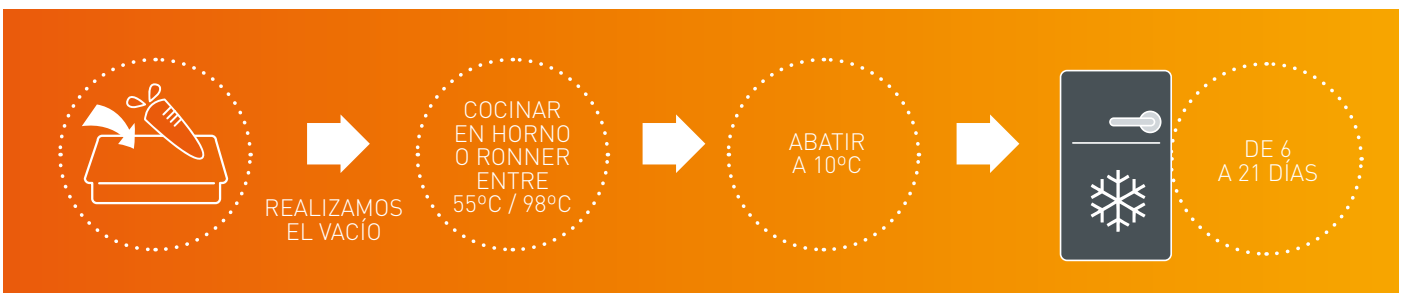 REALIZAMOS
EL VACÍO
COCINAR
EN HORNO
O RONNER
ENTRE
55ºC / 98ºC
ABATIR
A 10ºC
DE 6
A 21 DÍAS